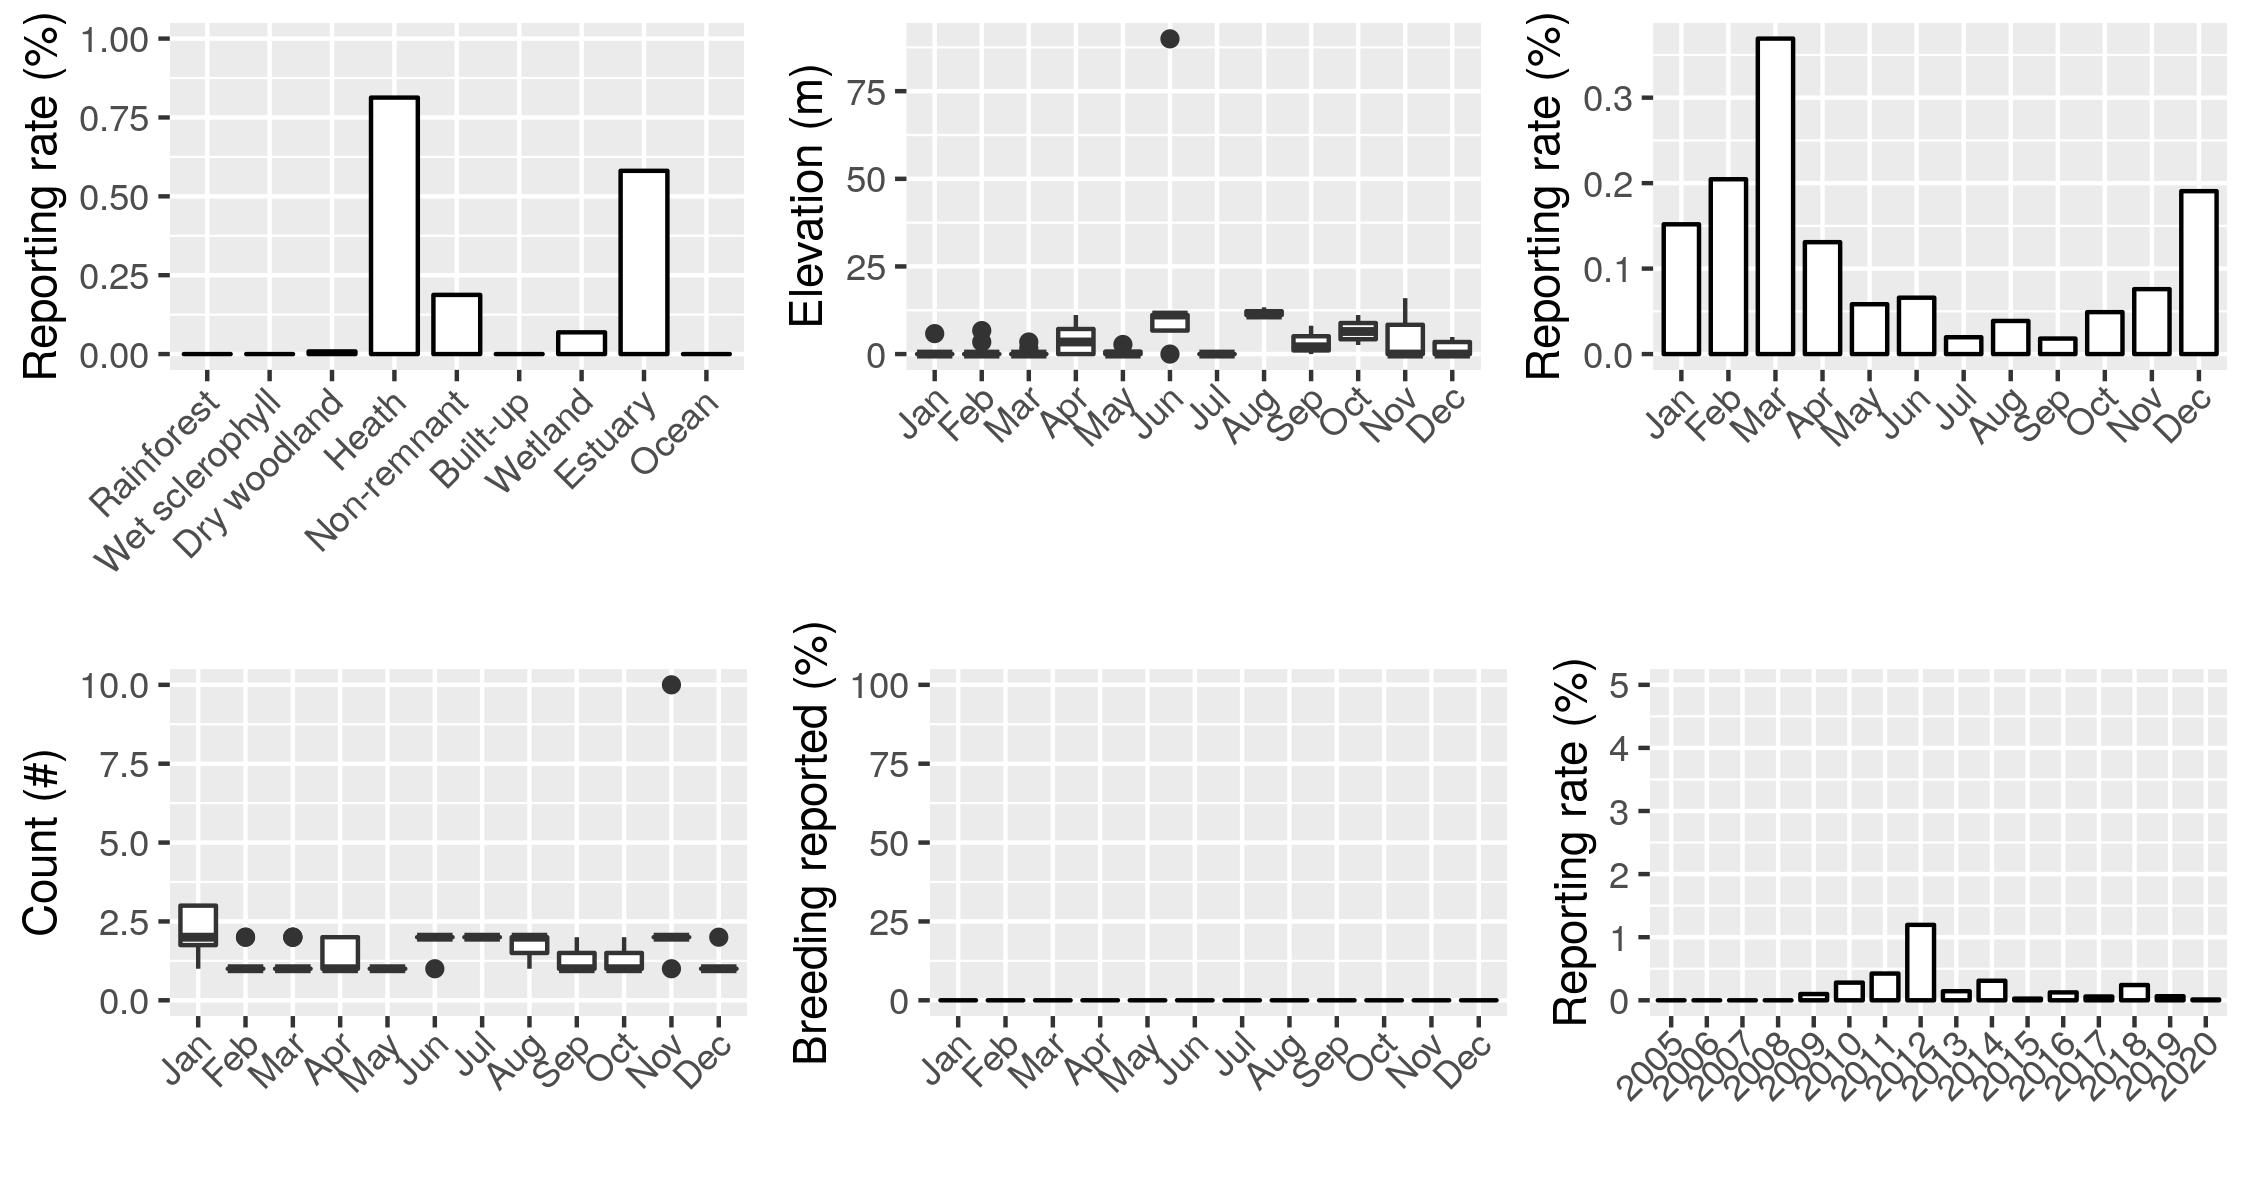 Reporting rate (%)
1.00
0.75
0.50
0.25
0.00
Rainforest
Wet sclerophyll
Dry woodland
Heath
Non-remnant
Built-up
Wetland
Estuary
Ocean
Elevation (m)
75
50
25
0
Jan
Feb
Mar
Apr
May
Jun
Jul
Aug
Sep
Oct
Nov
Dec
Reporting rate (%)
0.3
0.2
0.1
0.0
Jan
Feb
Mar
Apr
May
Jun
Jul
Aug
Sep
Oct
Nov
Dec
Count (#)
10.0
7.5
5.0
2.5
0.0
Jan
Feb
Mar
Apr
May
Jun
Jul
Aug
Sep
Oct
Nov
Dec
Breeding reported (%)
100
75
50
25
0
Jan
Feb
Mar
Apr
May
Jun
Jul
Aug
Sep
Oct
Nov
Dec
Reporting rate (%)
5
4
3
2
1
0
2005
2006
2007
2008
2009
2010
2011
2012
2013
2014
2015
2016
2017
2018
2019
2020